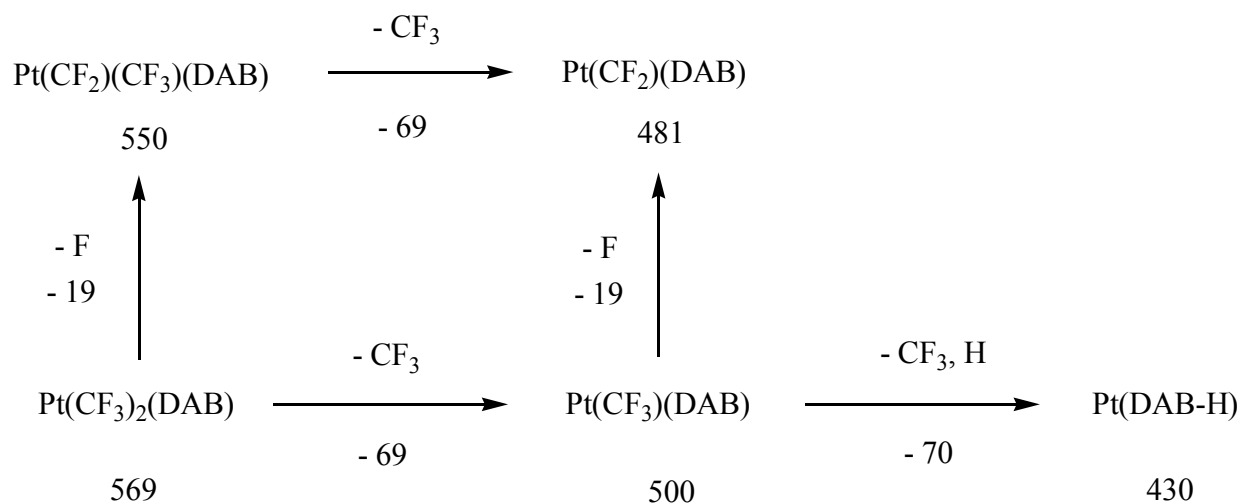 - CF₃
Pt(CF₂)(CF₃)(DAB) Pt(CF₂)(DAB)
- 69
550 481
- F - F
- 19 - 19
- CF₃ - CF₃, H
Pt(CF₃)₂(DAB) Pt(CF₃)(DAB) Pt(DAB-H)
- 69 - 70
569 500 430